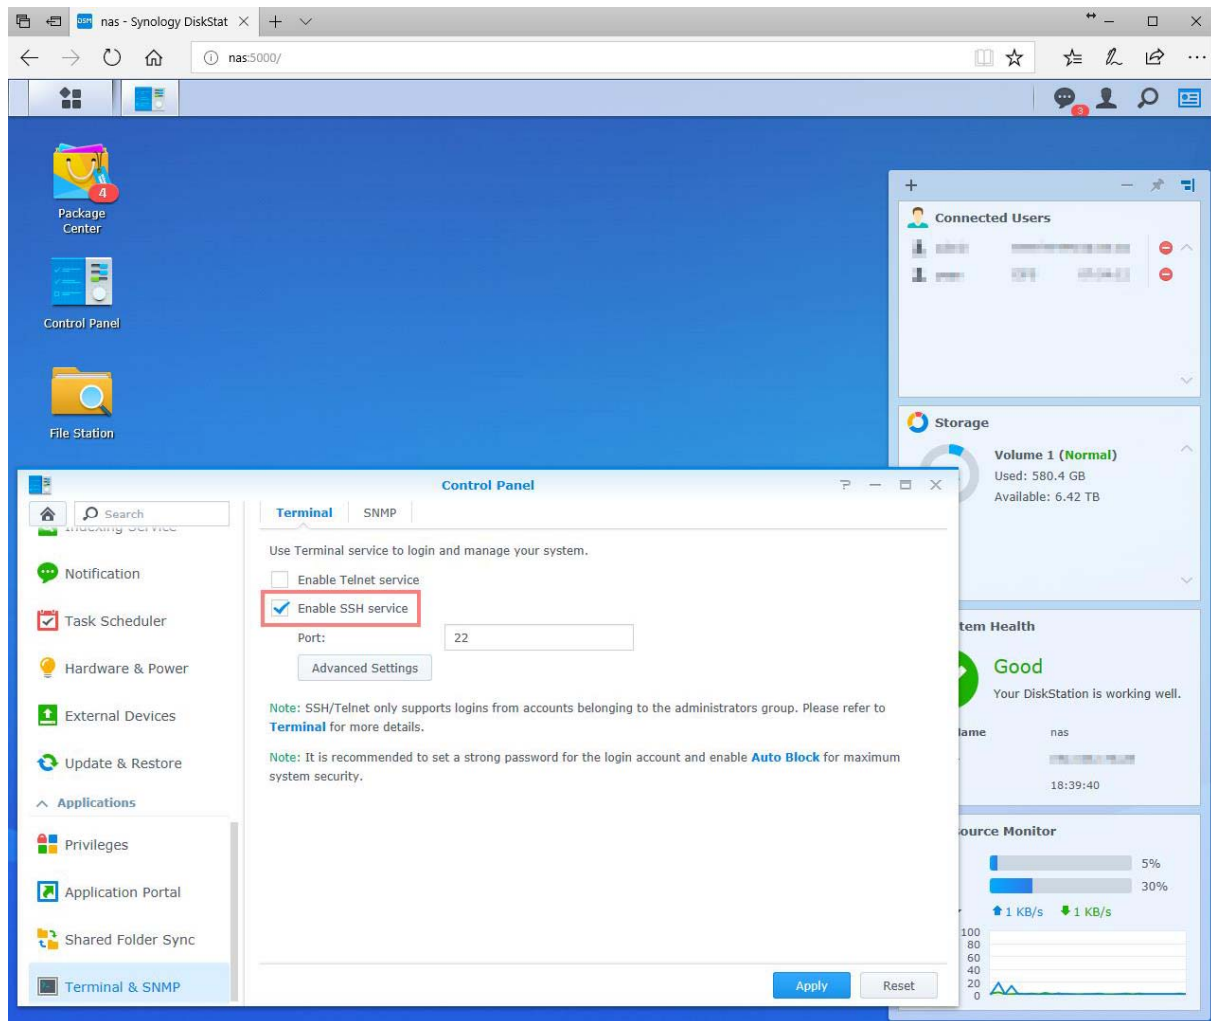 nas - Synology DiskStat
nas:5000/
3
4
Package
Center
Control Panel
File Station
Connected Users
Storage
Volume 1 (Normal)
Used: 580.4 GB
Available: 6.42 TB
Control Panel
Search
Terminal
SNMP
Indexing Service
Use Terminal service to login and manage your system.
Notification
Enable Telnet service
Enable SSH service
Task Scheduler
Port:
22
Hardware & Power
Advanced Settings
Note: SSH/Telnet only supports logins from accounts belonging to the administrators group. Please refer to
Terminal for more details.
External Devices
Note: It is recommended to set a strong password for the login account and enable Auto Block for maximum
system security.
Update & Restore
Applications
Privileges
Application Portal
Shared Folder Sync
Terminal & SNMP
Apply
Reset
tem Health
Good
Your DiskStation is working well.
ame
nas
18:39:40
ource Monitor
5%
30%
1 KB/s
1 KB/s
100
80
60
40
20
0